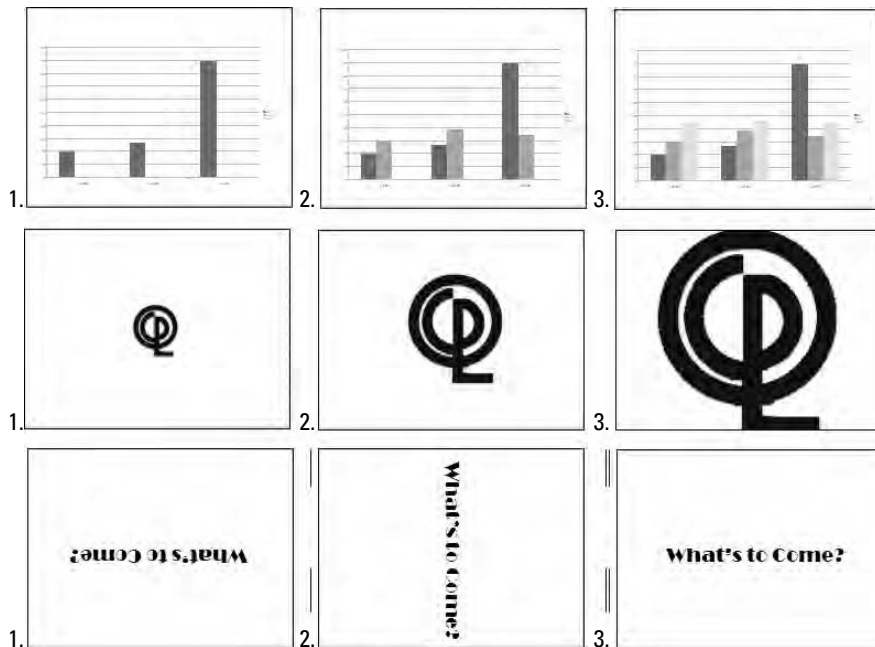 1.
2.
3.
1.
2.
3.
1. What's to Come?
2. What's to Come?
3. What's to Come?